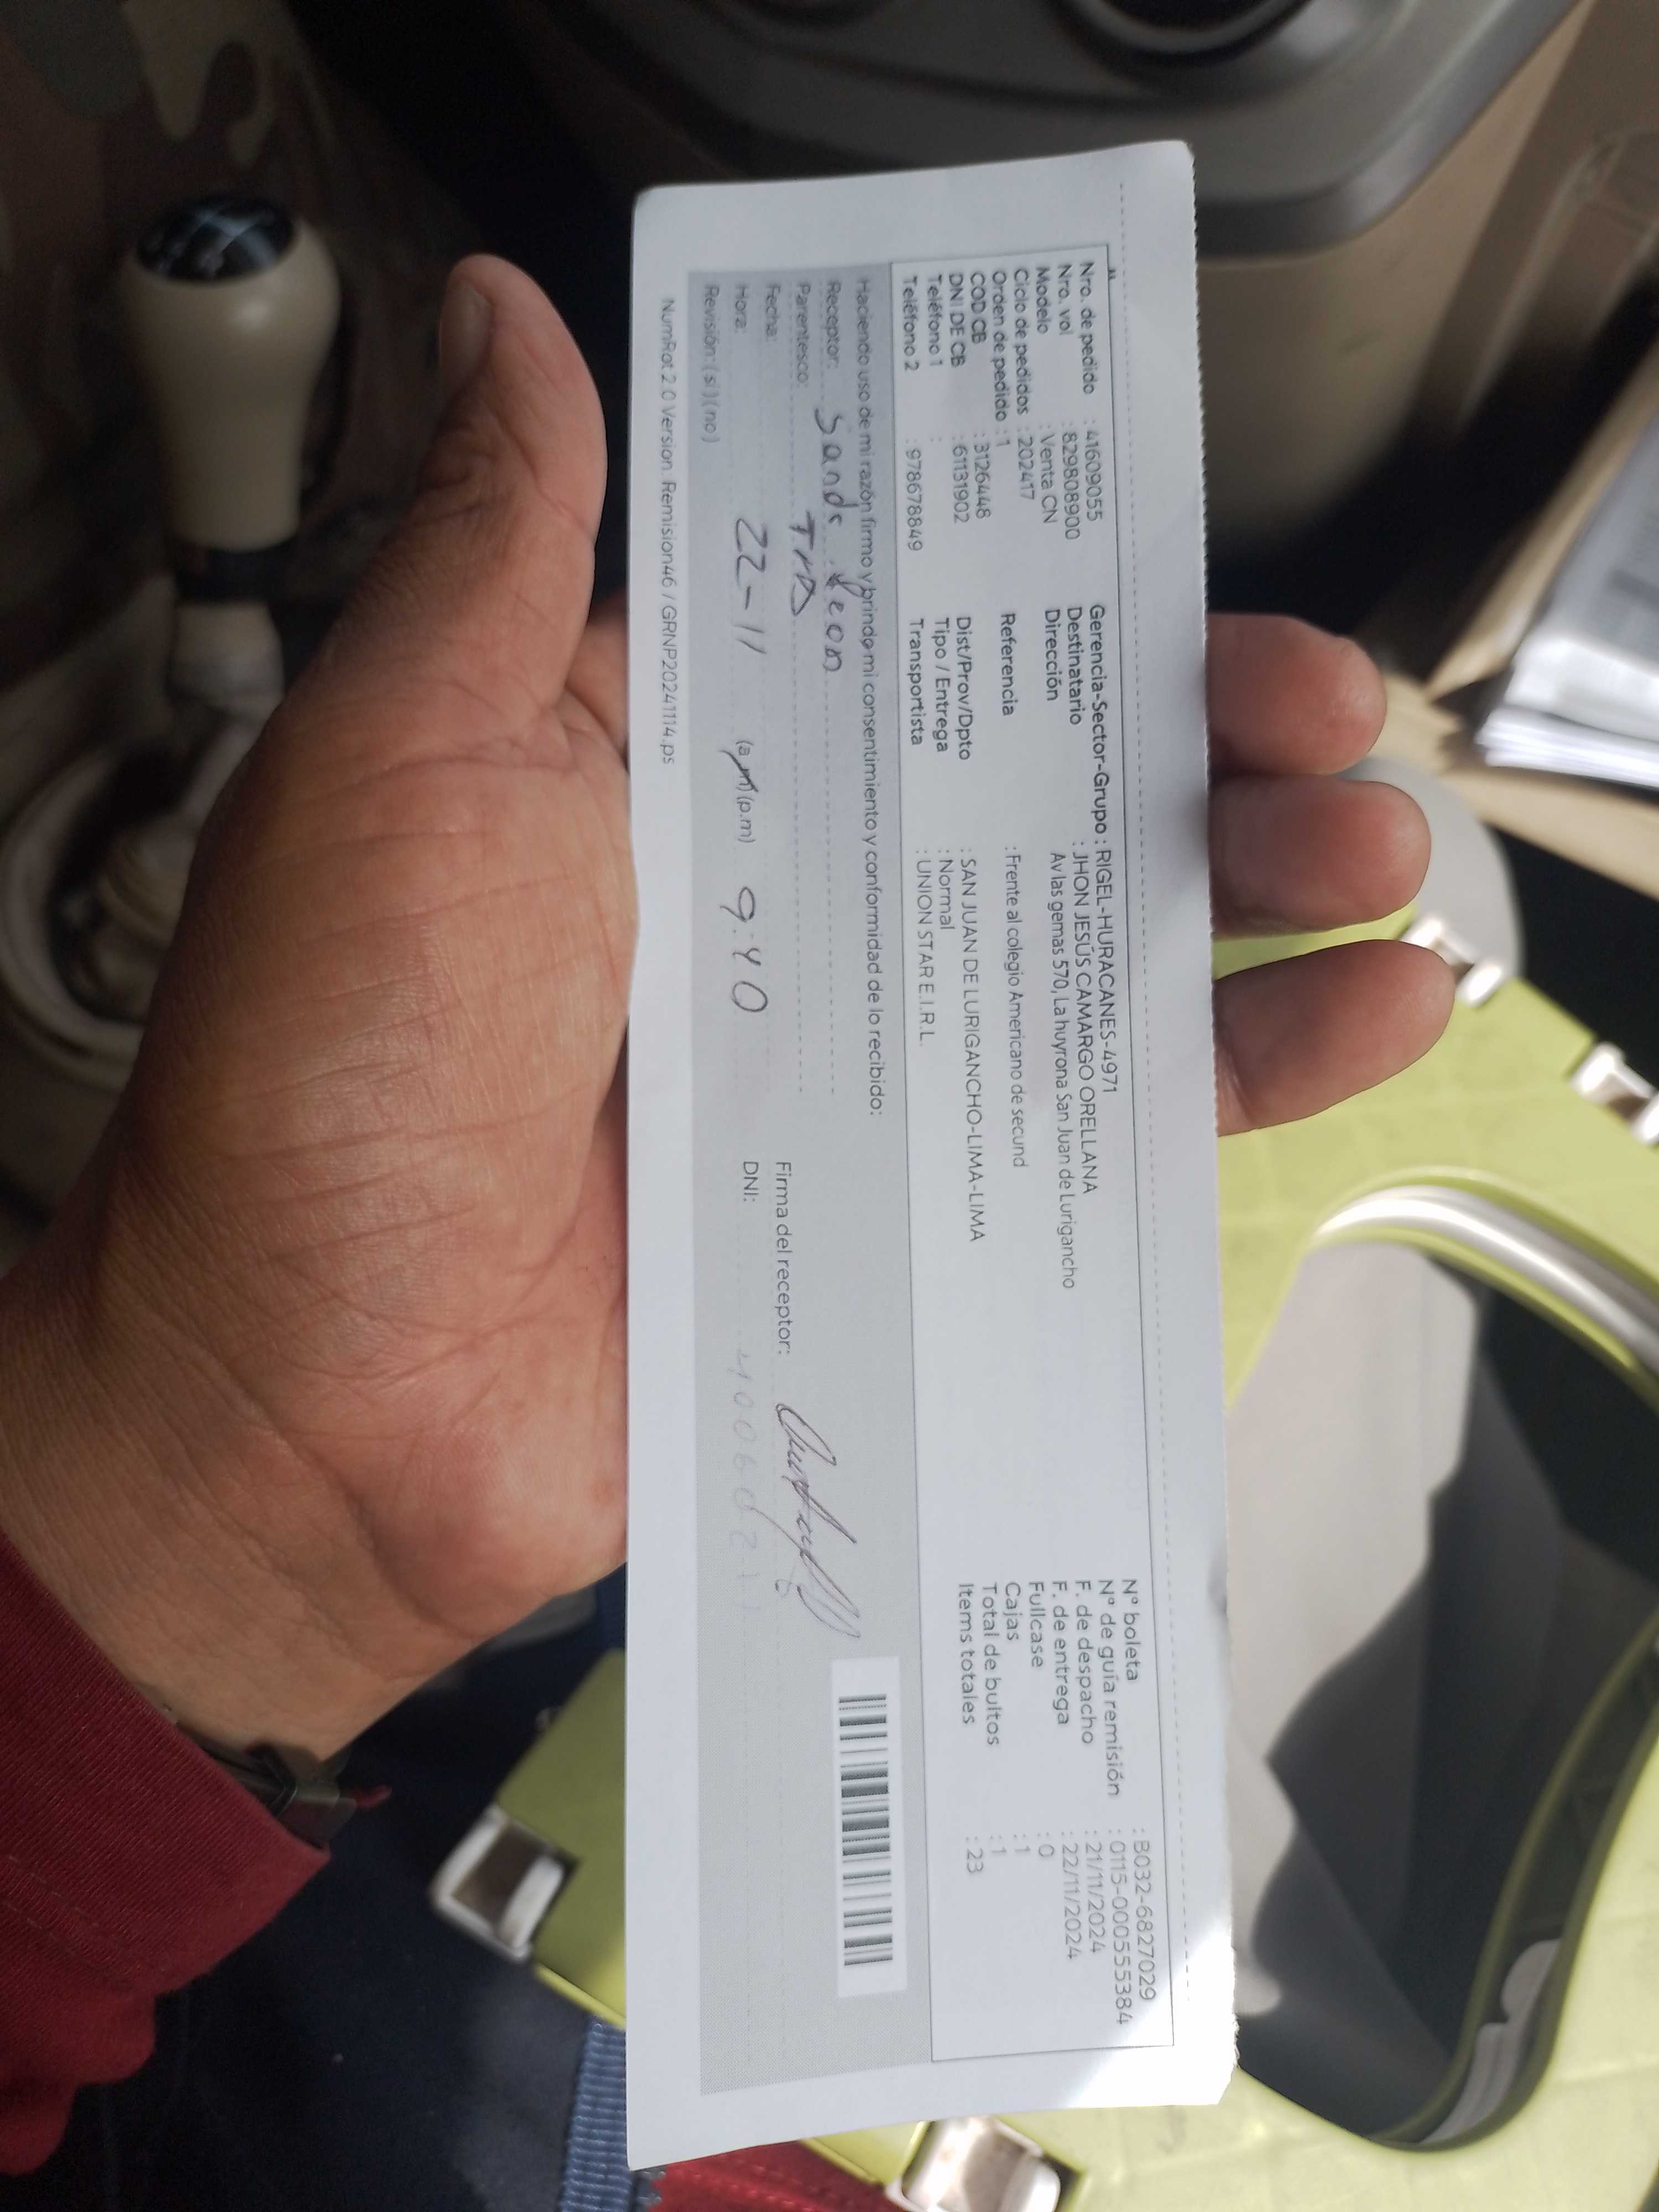 Nro. de pedido : 41609055
Nro. vol : 829808900
Modelo : Venta CN
Ciclo de pedidos : 202417
Orden de pedido : 1
COD CB : 3126448
DNI DE CB : 61131902
Teléfono 1 :
Teléfono 2 : 978678849
Gerencia-Sector-Grupo : RIGEL-HURACANES-4971
Destinatario : JHON JESÚS CAMARGO ORELLANA
Dirección Av las gemas 570, La huyrona San Juan de Lurigancho
Referencia : Frente al colegio Americano de secund
Dist/Prov/Dpto : SAN JUAN DE LURIGANCHO-LIMA-LIMA
Tipo / Entrega : Normal
Transportista : UNION STAR E.I.R.L.
N° boleta : B032-6827029
N° de guía remisión : 0115-0005555384
F. de despacho : 21/11/2024
F. de entrega : 22/11/2024
Fullcase : 0
Cajas : 1
Total de bultos : 1
Items totales : 23
Haciendo uso de mi razón firmo y brindo mi consentimiento y conformidad de lo recibido:
Receptor: Leon
Parentesco:
Fecha: 22-11
Hora: (a.m) (p.m) 9:40
Revisión: (si) (no)
Firma del receptor:
DNI:
NumRot 2.0 Version. Remision46 / GRNP20241114.ps